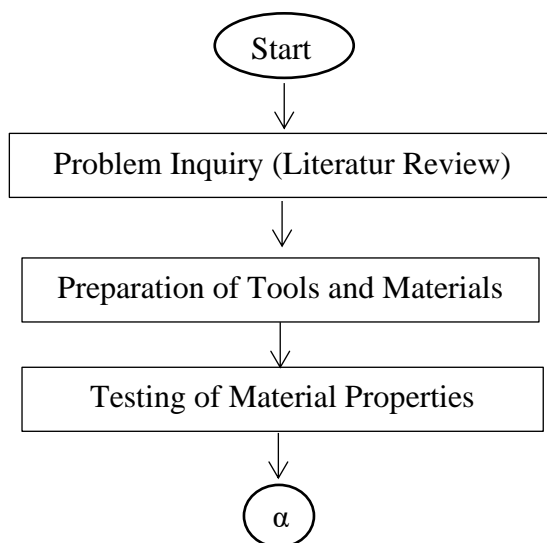 Start
Problem Inquiry (Literatur Review)
Preparation of Tools and Materials
Testing of Material Properties
α